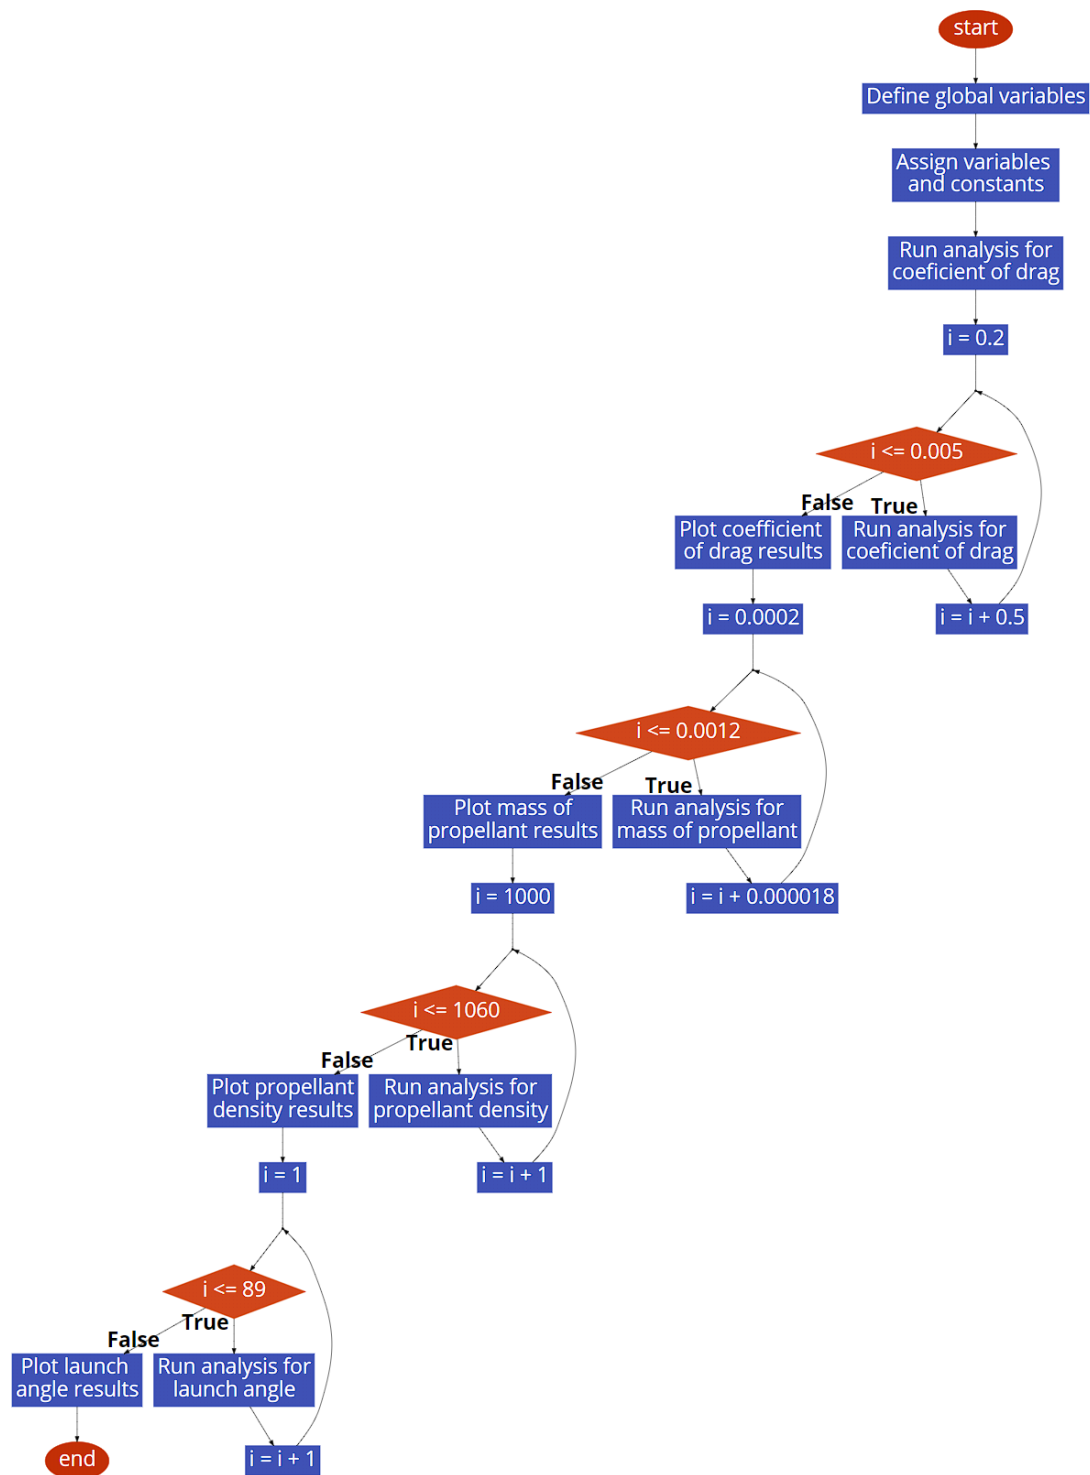 start
Define global variables
Assign variables
and constants
Run analysis for
coeficient of drag
i = 0.2
i <= 0.005
False
True
Plot coefficient
of drag results
Run analysis for
coeficient of drag
i = 0.0002
i = i + 0.5
i <= 0.0012
False
True
Plot mass of
propellant results
Run analysis for
mass of propellant
i = 1000
i = i + 0.000018
i <= 1060
True
False
Plot propellant
density results
Run analysis for
propellant density
i = 1
i = i + 1
i <= 89
True
False
Plot launch
angle results
Run analysis for
launch angle
end
i = i + 1